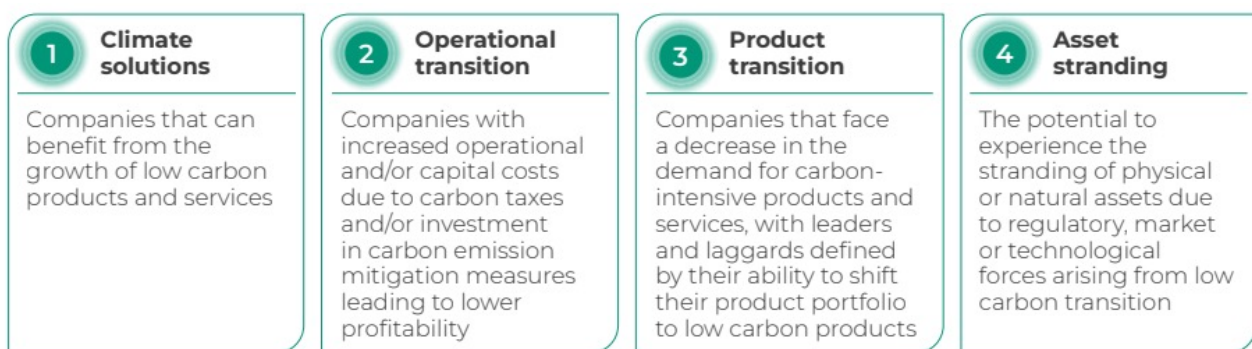 1
Climate
solutions
Companies that can
benefit from the
growth of low carbon
products and services
2
Operational
transition
Companies with
increased operational
and/or capital costs
due to carbon taxes
and/or investment
in carbon emission
mitigation measures
leading to lower
profitability
3
Product
transition
Companies that face
a decrease in the
demand for carbon-
intensive products and
services, with leaders
and laggards defined
by their ability to shift
their product portfolio
to low carbon products
4
Asset
stranding
The potential to
experience the
stranding of physical
or natural assets due
to regulatory, market
or technological
forces arising from low
carbon transition